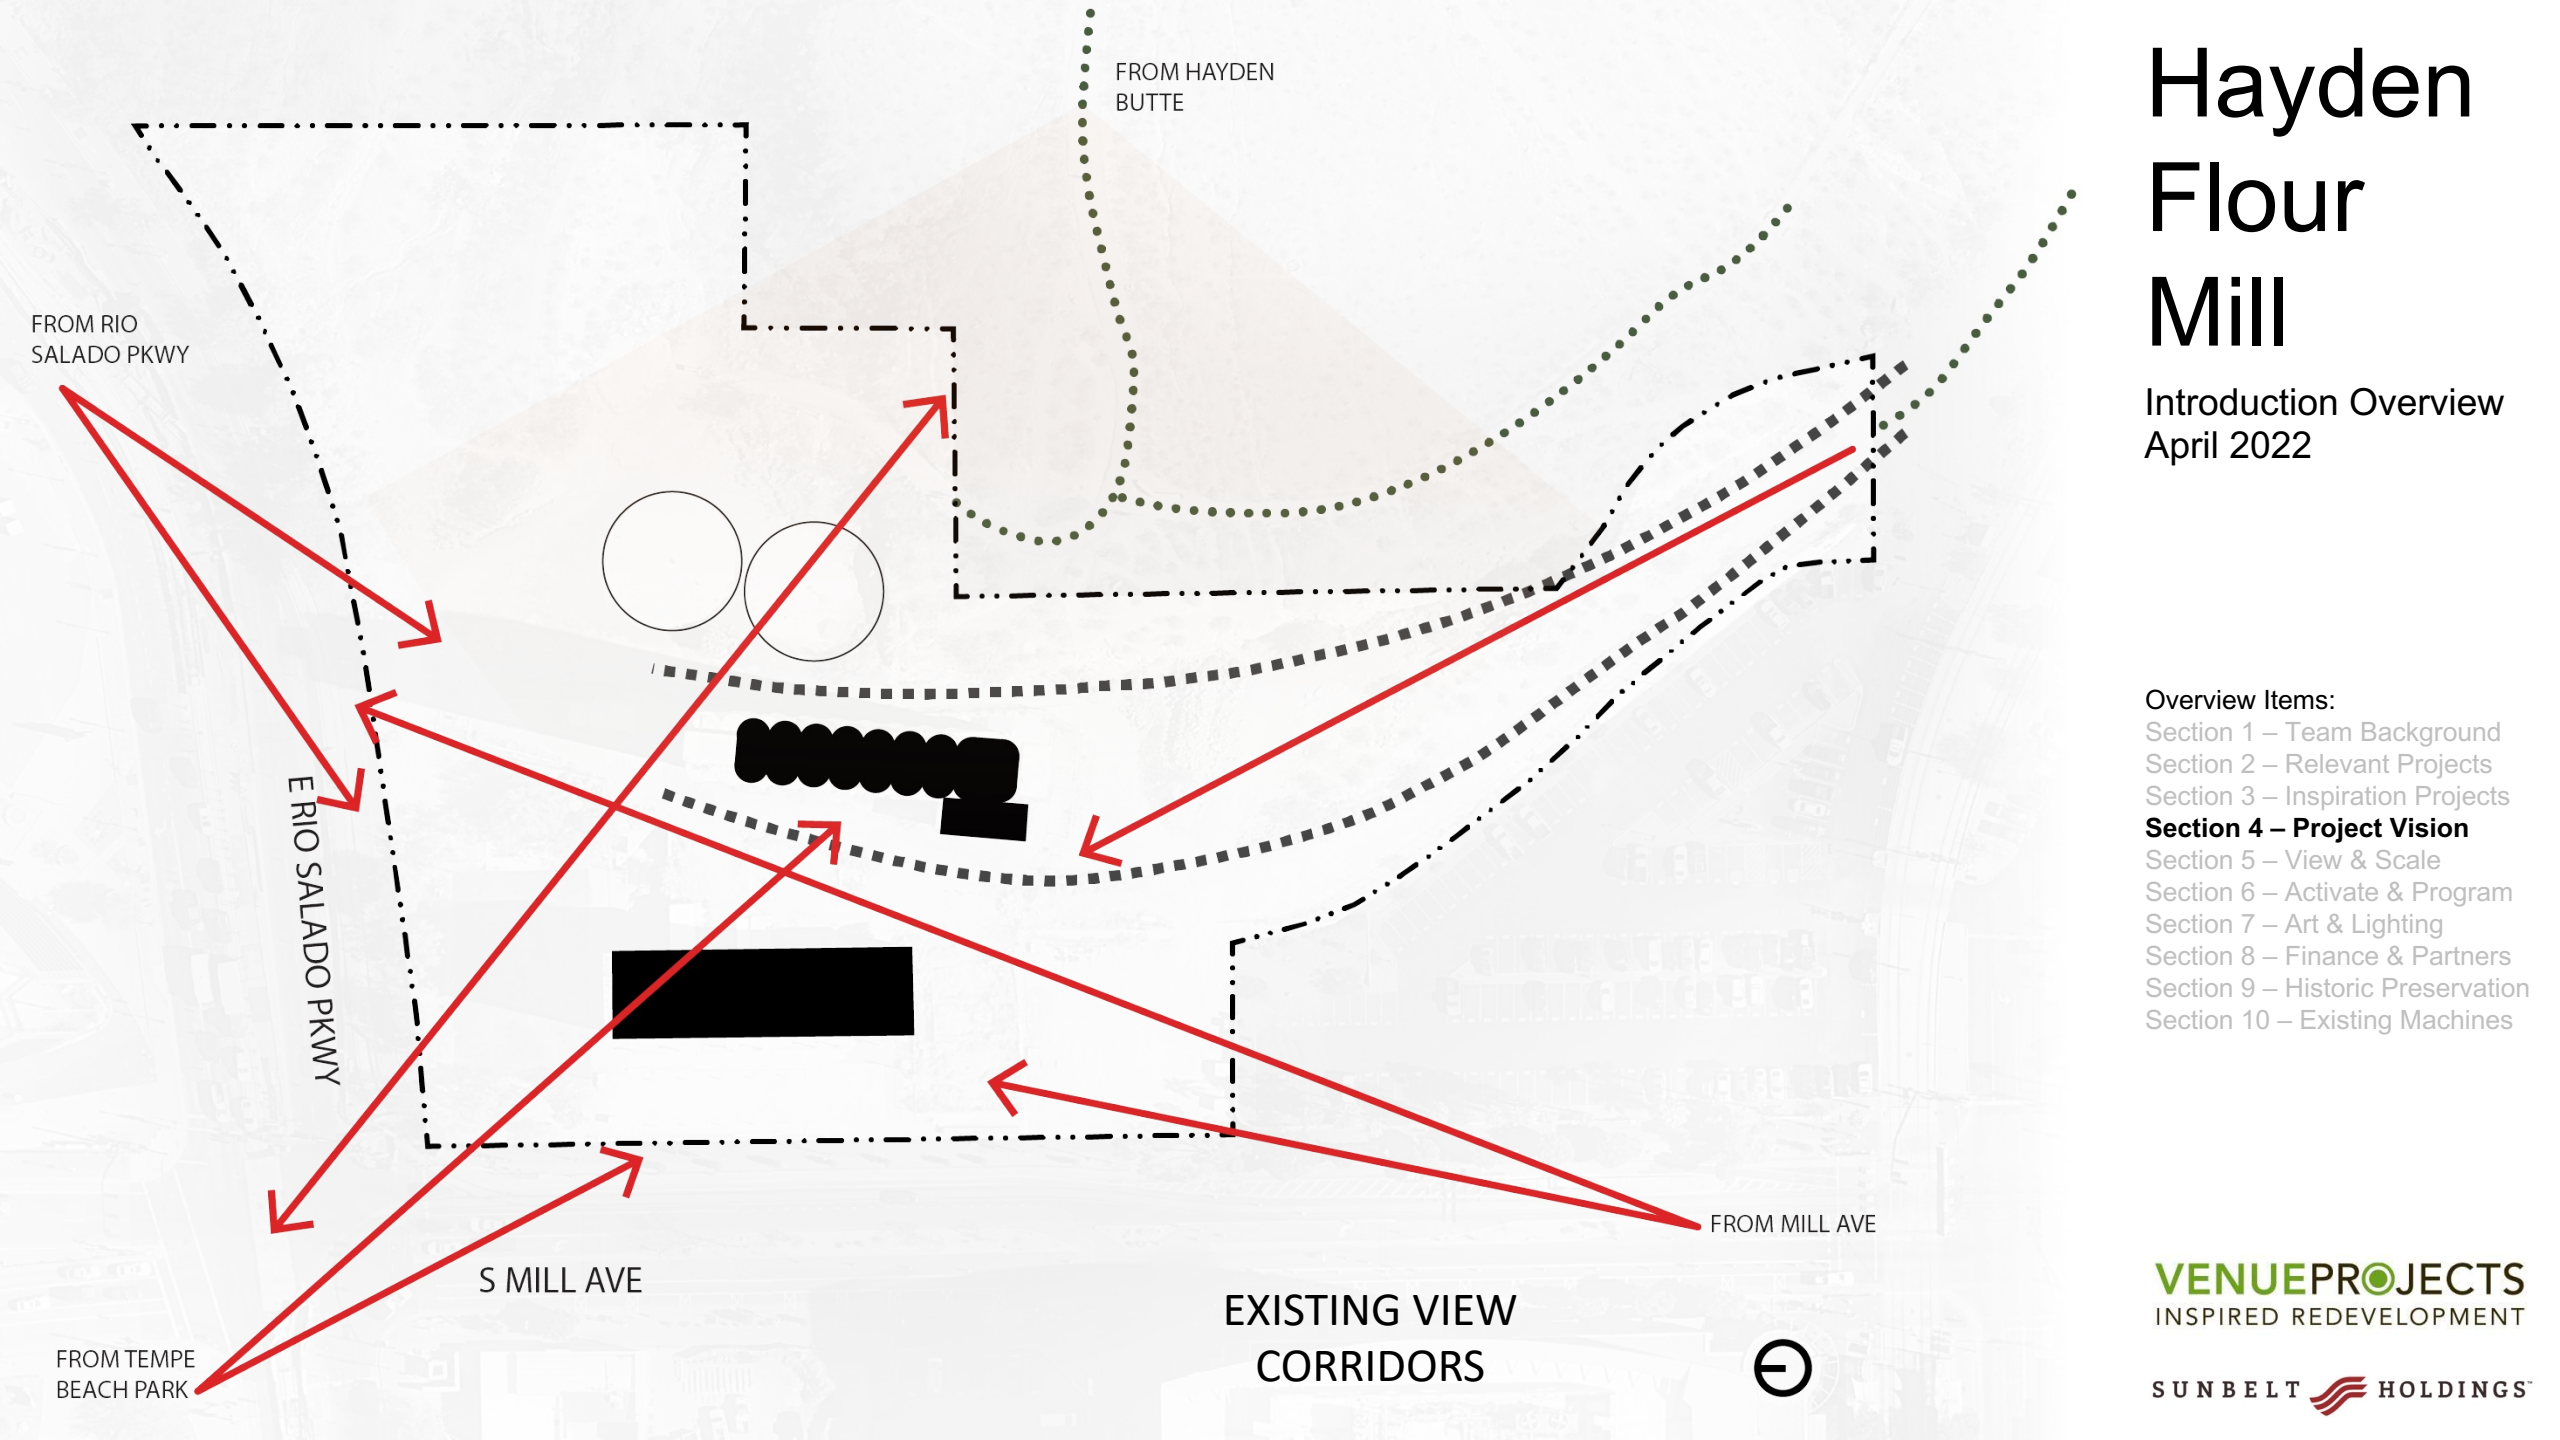 FROM HAYDEN
BUTTE
FROM RIO
SALADO PKWY
E RIO SALADO PKWY
FROM MILL AVE
S MILL AVE
FROM TEMPE
BEACH PARK
EXISTING VIEW
CORRIDORS
Hayden
Flour
Mill
Introduction Overview
April 2022
Overview Items:
Section 1 – Team Background
Section 2 – Relevant Projects
Section 3 – Inspiration Projects
Section 4 – Project Vision
Section 5 – View & Scale
Section 6 – Activate & Program
Section 7 – Art & Lighting
Section 8 – Finance & Partners
Section 9 – Historic Preservation
Section 10 – Existing Machines
VENUEPROJECTS
INSPIRED REDEVELOPMENT
SUNBELT HOLDINGS™